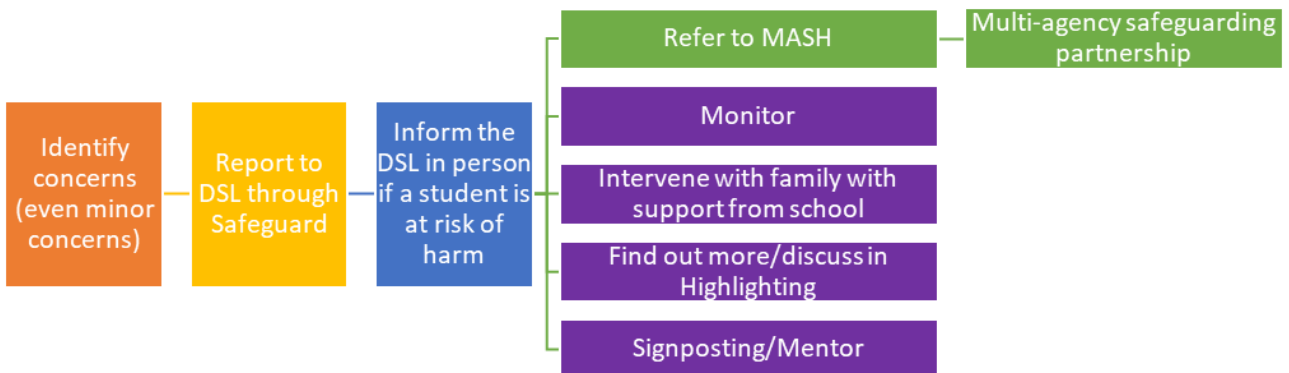 Identify
concerns
(even minor
concerns)
Report to
DSL through
Safeguard
Inform the
DSL in person
if a student is
at risk of
harm
Refer to MASH
Multi-agency safeguarding
partnership
Monitor
Intervene with family with
support from school
Find out more/discuss in
Highlighting
Signposting/Mentor